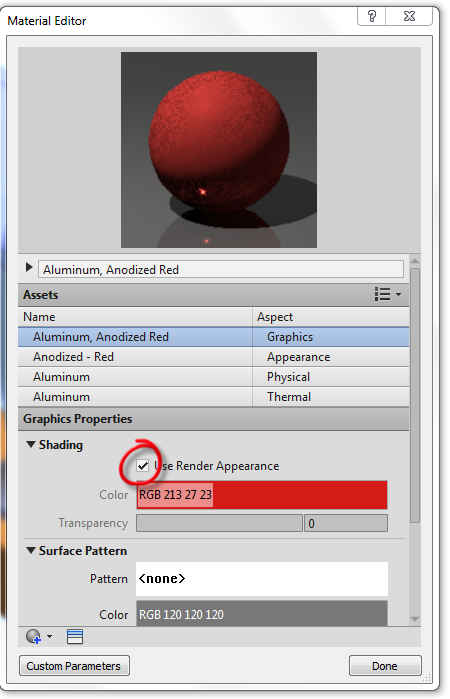 Material Editor
?
Aluminum, Anodized Red
Assets
Name Aspect
Aluminum, Anodized Red Graphics
Anodized - Red Appearance
Aluminum Physical
Aluminum Thermal
Graphics Properties
Shading
Use Render Appearance
Color RGB 213 27 23
Transparency 0
Surface Pattern
Pattern <none>
Color RGB 120 120 120
Custom Parameters Done